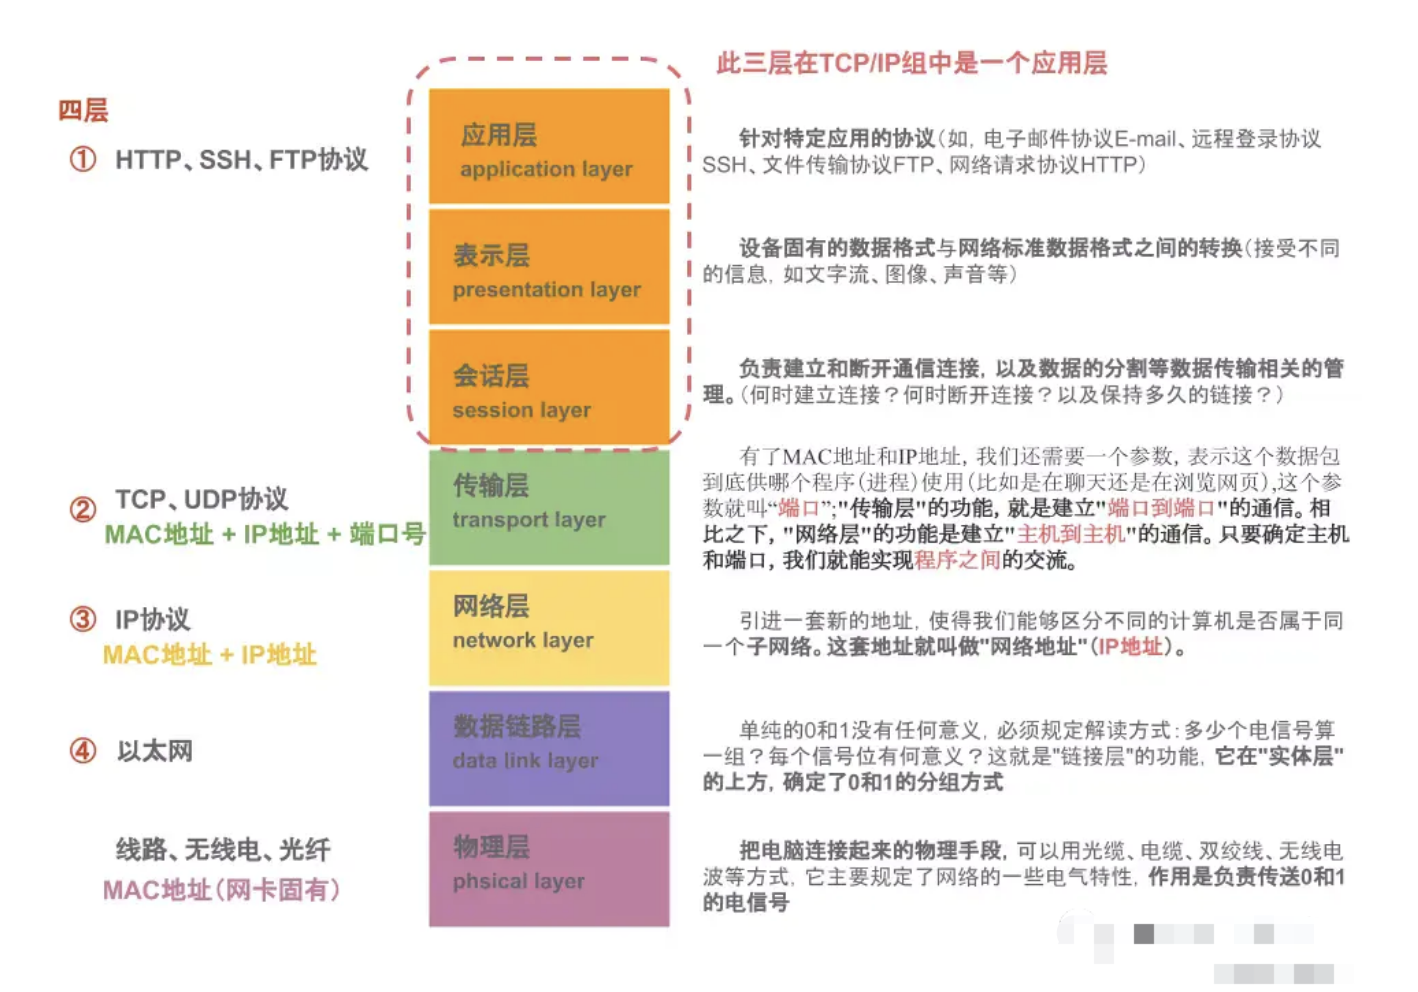 此三层在TCP/IP组中是一个应用层
四层
① HTTP、SSH、FTP协议
应用层
application layer
针对特定应用的协议（如，电子邮件协议E-mail、远程登录协议
SSH、文件传输协议FTP、网络请求协议HTTP）
表示层
presentation layer
设备固有的数据格式与网络标准数据格式之间的转换（接受不同
的信息，如文字流、图像、声音等）
会话层
session layer
负责建立和断开通信连接，以及数据的分割等数据传输相关的管
理。（何时建立连接？何时断开连接？以及保持多久的链接？）
② TCP、UDP协议
MAC地址 + IP地址 + 端口号
传输层
transport layer
有了MAC地址和IP地址，我们还需要一个参数，表示这个数据包
到底供哪个程序（进程）使用（比如是在聊天还是在浏览网页）,这个参
数就叫“端口”;"传输层"的功能，就是建立"端口到端口"的通信。相
比之下，"网络层"的功能是建立"主机到主机"的通信。只要确定主机
和端口，我们就能实现程序之间的交流。
③ IP协议
MAC地址 + IP地址
网络层
network layer
引进一套新的地址，使得我们能够区分不同的计算机是否属于同
一个子网络。这套地址就叫做"网络地址"（IP地址）。
④ 以太网
数据链路层
data link layer
单纯的0和1没有任何意义，必须规定解读方式：多少个电信号算
一组？每个信号位有何意义？这就是"链接层"的功能，它在"实体层"
的上方，确定了0和1的分组方式
线路、无线电、光纤
MAC地址（网卡固有）
物理层
phsical layer
把电脑连接起来的物理手段，可以用光缆、电缆、双绞线、无线电
波等方式，它主要规定了网络的一些电气特性，作用是负责传送0和1
的电信号